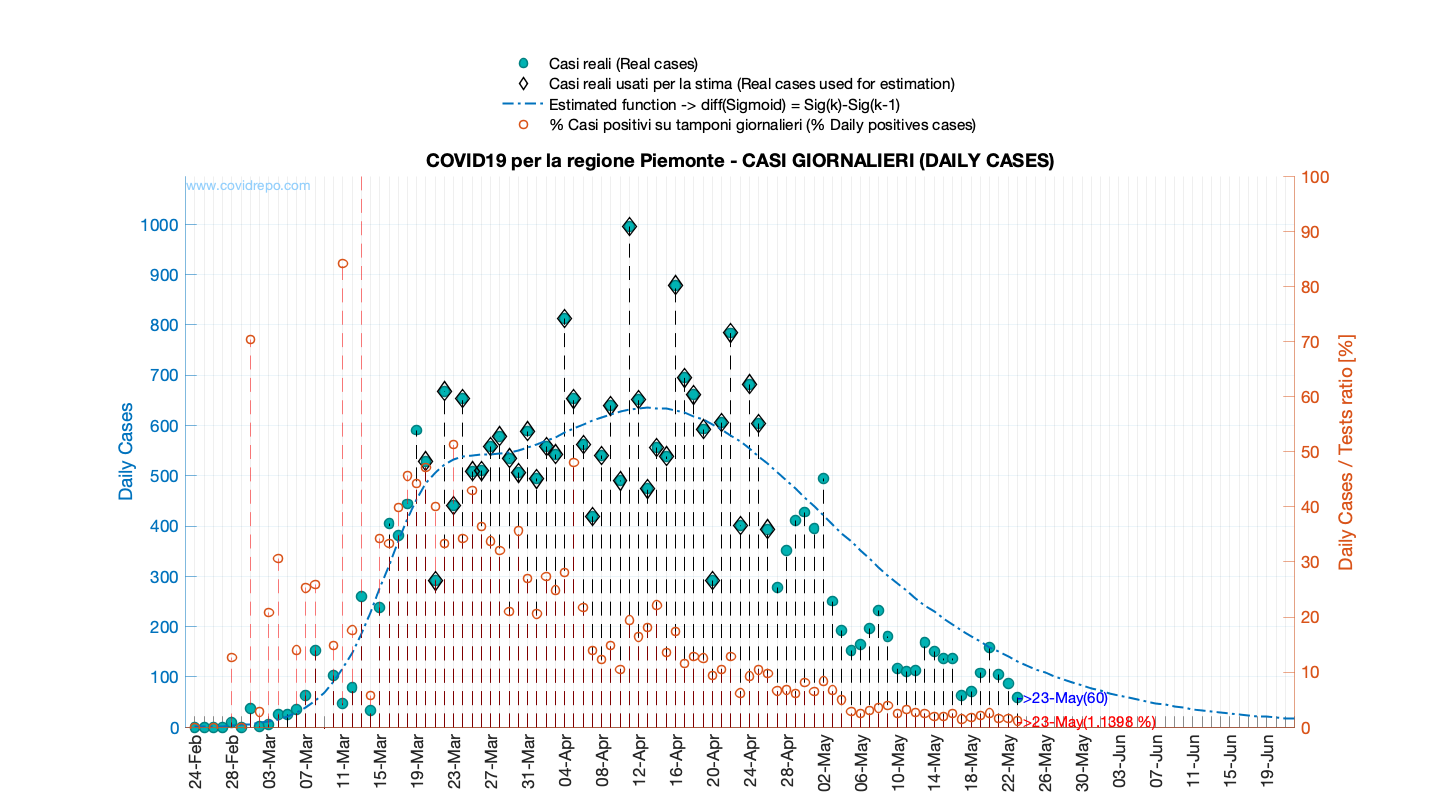 Casi reali (Real cases)
Casi reali usati per la stima (Real cases used for estimation)
Estimated function -> diff(Sigmoid) = Sig(k)-Sig(k-1)
% Casi positivi su tamponi giornalieri (% Daily positives cases)
COVID19 per la regione Piemonte - CASI GIORNALIERI (DAILY CASES)
www.covidrepo.com
Daily Cases
1000
900
800
700
600
500
400
300
200
100
0
100
90
80
70
60
50
40
30
20
10
0
Daily Cases / Tests ratio [%]
->23-May(60)
->23-May(1.1398 %)
24-Feb
28-Feb
03-Mar
07-Mar
11-Mar
15-Mar
19-Mar
23-Mar
27-Mar
31-Mar
04-Apr
08-Apr
12-Apr
16-Apr
20-Apr
24-Apr
28-Apr
02-May
06-May
10-May
14-May
18-May
22-May
26-May
30-May
03-Jun
07-Jun
11-Jun
15-Jun
19-Jun